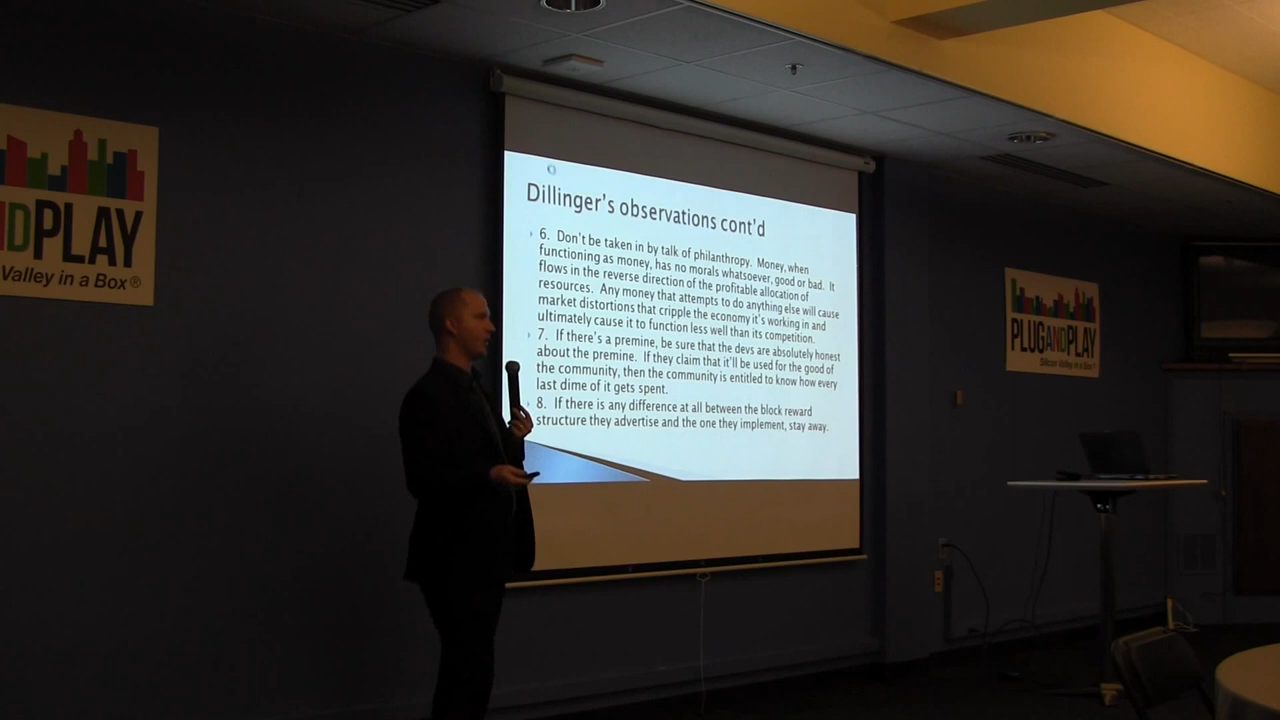 NDPLAY
Valley in a Box®
Dillinger's observations cont'd
6. Don't be taken in by talk of philanthropy. Money, when
functioning as money, has no morals whatsoever, good or bad. It
flows in the reverse direction of the profitable allocation of
resources. Any money that attempts to do anything else will cause
market distortions that cripple the economy it's working in and
ultimately cause it to function less well than its competition.
7. If there's a premine, be sure that the devs are absolutely honest
about the premine. If they claim that it'll be used for the good of
the community, then the community is entitled to know how every
last dime of it gets spent.
8. If there is any difference at all between the block reward
structure they advertise and the one they implement, stay away.
PLUGANDPLAY
Silicon Valley in a Box®